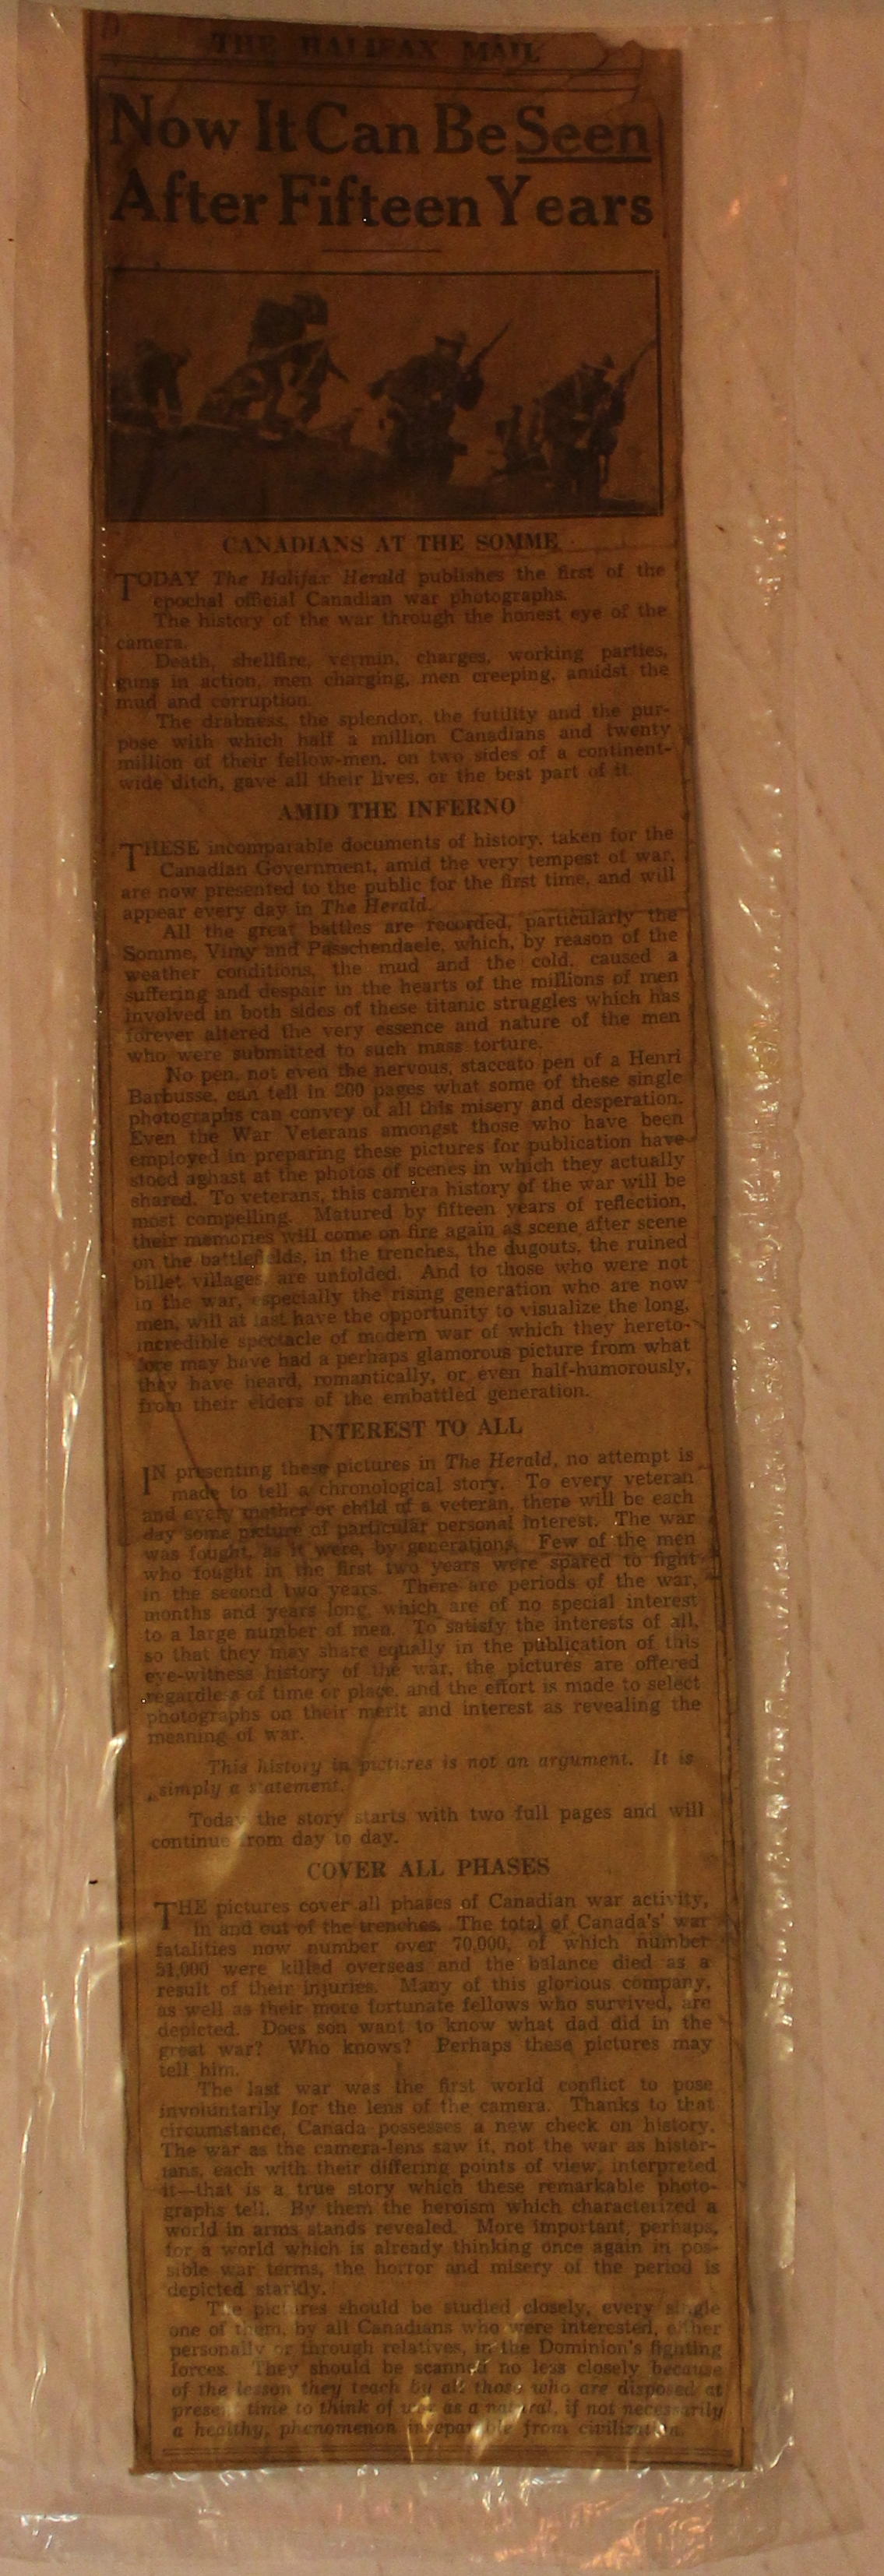 THE HALIFAX MAIL
Now It Can Be Seen
After Fifteen Years
CANADIANS AT THE SOMME
TODAY The Halifax Herald publishes the first of the
epochal official Canadian war photographs.
The history of the war through the honest eye of the
camera.
Death, shellfire, vermin, charges, working parties,
guns in action, men charging, men creeping, amidst the
mud and corruption.
The drabness, the splendor, the futility and the pur-
pose with which half a million Canadians and twenty
million of their fellow-men, on two sides of a continent-
wide ditch, gave all their lives, or the best part of it.
AMID THE INFERNO
THESE incomparable documents of history, taken for the
Canadian Government, amid the very tempest of war,
are now presented to the public for the first time, and will
appear every day in The Herald.
All the great battles are recorded, particularly the
Somme, Vimy and Passchendaele, which, by reason of the
weather conditions, the mud and the cold, caused a
suffering and despair in the hearts of the millions of men
involved in both sides of these titanic struggles which has
forever altered the very essence and nature of the men
who were submitted to such mass torture.
No pen, not even the nervous, staccato pen of a Henri
Barbusse, can tell in 200 pages what some of these single
photographs can convey of all this misery and desperation.
Even the War Veterans amongst those who have been
employed in preparing these pictures for publication have
stood aghast at the photos of scenes in which they actually
shared. To veterans, this camera history of the war will be
most compelling. Matured by fifteen years of reflection,
their memories will come on fire again as scene after scene
on the battlefields, in the trenches, the dugouts, the ruined
billet villages, are unfolded. And to those who were not
in the war, especially the rising generation who are now
men, will at last have the opportunity to visualize the long,
incredible spectacle of modern war of which they hereto-
fore may have had a perhaps glamorous picture from what
they have heard, romantically, or even half-humorously,
from their elders of the embattled generation.
INTEREST TO ALL
IN presenting these pictures in The Herald, no attempt is
made to tell a chronological story. To every veteran
and every mother or child of a veteran, there will be each
day some picture of particular personal interest. The war
was fought, as it were, by generations. Few of the men
who fought in the first two years were spared to fight
in the second two years. There are periods of the war,
months and years long, which are of no special interest
to a large number of men. To satisfy the interests of all,
so that they may share equally in the publication of this
eye-witness history of the war, the pictures are offered
regardless of time or place, and the effort is made to select
photographs on their merit and interest as revealing the
meaning of war.
This history in pictures is not an argument. It is
simply a statement.
Today the story starts with two full pages and will
continue from day to day.
COVER ALL PHASES
THE pictures cover all phases of Canadian war activity,
in and out of the trenches. The total of Canada's' war
fatalities now number over 70,000, of which number
51,000 were killed overseas and the balance died as a
result of their injuries. Many of this glorious company,
as well as their more fortunate fellows who survived, are
depicted. Does son want to know what dad did in the
great war? Who knows? Perhaps these pictures may
tell him.
The last war was the first world conflict to pose
involuntarily for the lens of the camera. Thanks to that
circumstance, Canada possesses a new check on history.
The war as the camera-lens saw it, not the war as histor-
ians, each with their differing points of view, interpreted
it—that is a true story which these remarkable photo-
graphs tell. By them the heroism which characterized a
world in arms stands revealed. More important, perhaps,
for a world which is already thinking once again in pos-
sible war terms, the horror and misery of the period is
depicted starkly.
The pictures should be studied closely, every single
one of them, by all Canadians who were interested, either
personally or through relatives, in the Dominion's fighting
forces. They should be scanned no less closely because
of the lesson they teach by all those who are disposed at
present time to think of war as a natural, if not necessarily
a healthy, phenomenon inseparable from civilization.